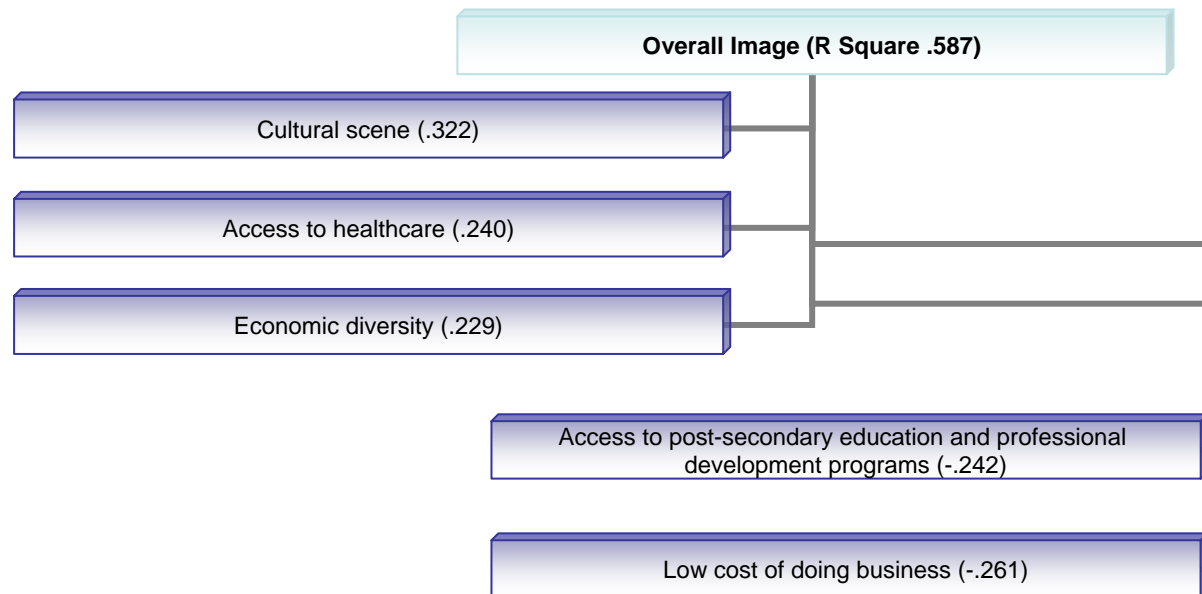 Overall Image (R Square .587)
Cultural scene (.322)
Access to healthcare (.240)
Economic diversity (.229)
Access to post-secondary education and professional
development programs (-.242)
Low cost of doing business (-.261)